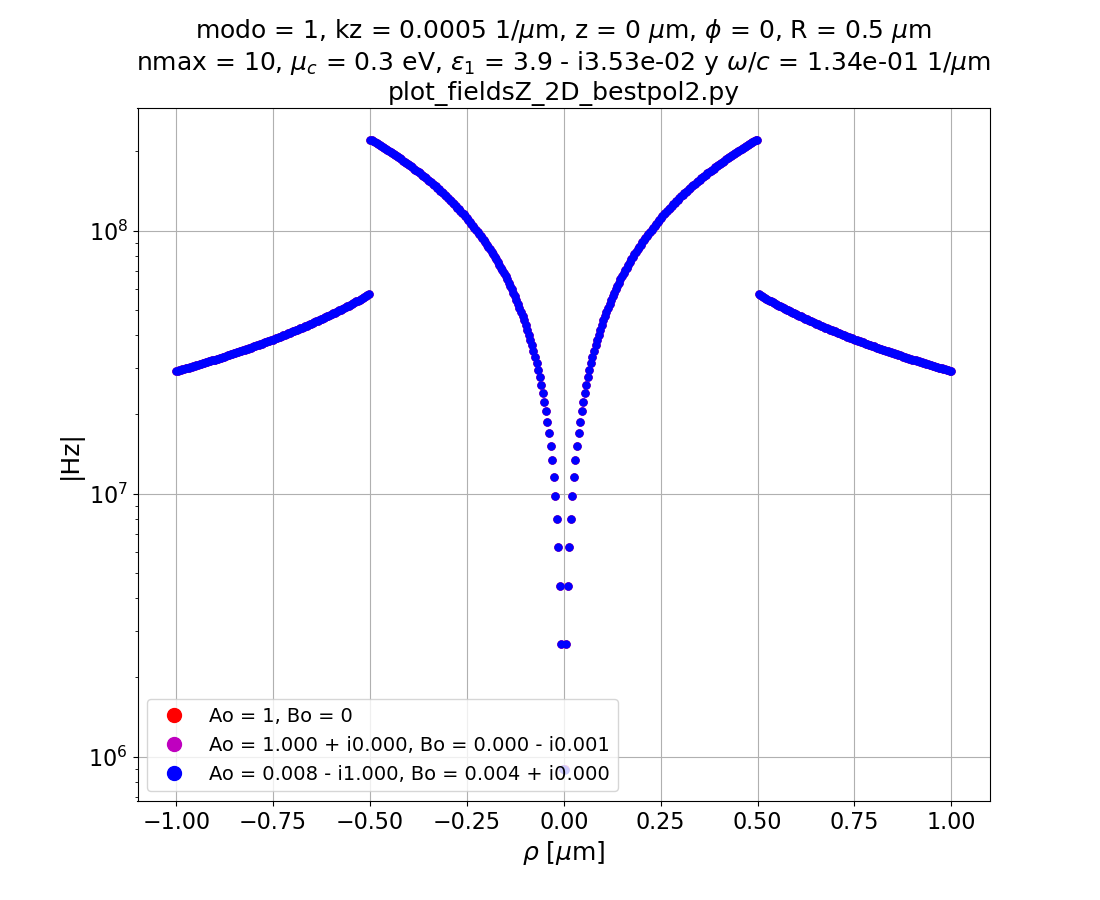 modo = 1, kz = 0.0005 1/μm, z = 0 μm, ϕ = 0, R = 0.5 μm
nmax = 10, μc = 0.3 eV, ε1 = 3.9 - i3.53e-02 y ω/c = 1.34e-01 1/μm
plot_fieldsZ_2D_bestpol2.py
|Hz|
10^8
10^7
10^6
Ao = 1, Bo = 0
Ao = 1.000 + i0.000, Bo = 0.000 - i0.001
Ao = 0.008 - i1.000, Bo = 0.004 + i0.000
−1.00 −0.75 −0.50 −0.25 0.00 0.25 0.50 0.75 1.00
ρ [μm]